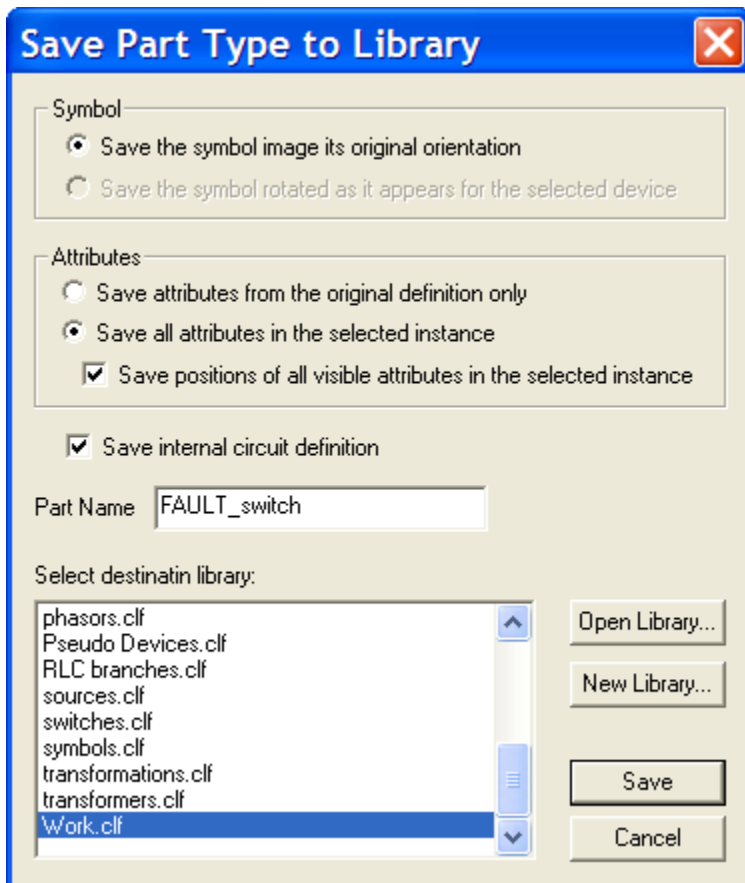 Save Part Type to Library
Symbol
Save the symbol image its original orientation
Save the symbol rotated as it appears for the selected device
Attributes
Save attributes from the original definition only
Save all attributes in the selected instance
Save positions of all visible attributes in the selected instance
Save internal circuit definition
Part Name FAULT_switch
Select destinatin library:
phasors.clf
Pseudo Devices.clf
RLC branches.clf
sources.clf
switches.clf
symbols.clf
transformations.clf
transformers.clf
Work.clf
Open Library...
New Library...
Save
Cancel